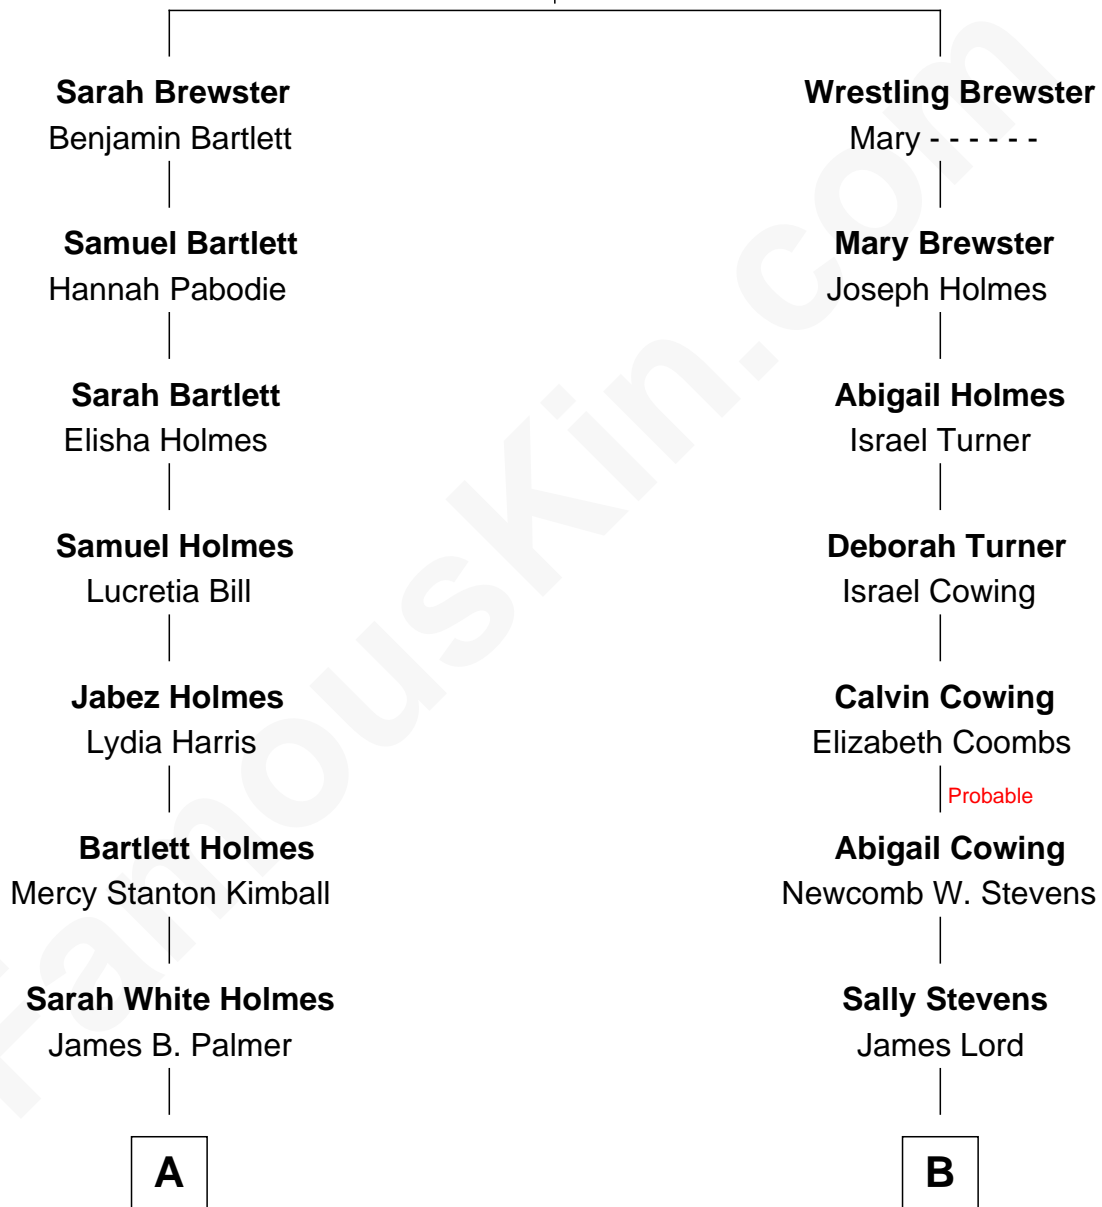 Sarah Brewster
Benjamin Bartlett
Samuel Bartlett
Hannah Pabodie
Sarah Bartlett
Elisha Holmes
Samuel Holmes
Lucretia Bill
Jabez Holmes
Lydia Harris
Bartlett Holmes
Mercy Stanton Kimball
Sarah White Holmes
James B. Palmer
A
Wrestling Brewster
Mary - - - - - -
Mary Brewster
Joseph Holmes
Abigail Holmes
Israel Turner
Deborah Turner
Israel Cowing
Calvin Cowing
Elizabeth Coombs
Probable
Abigail Cowing
Newcomb W. Stevens
Sally Stevens
James Lord
B
FamousKin.com